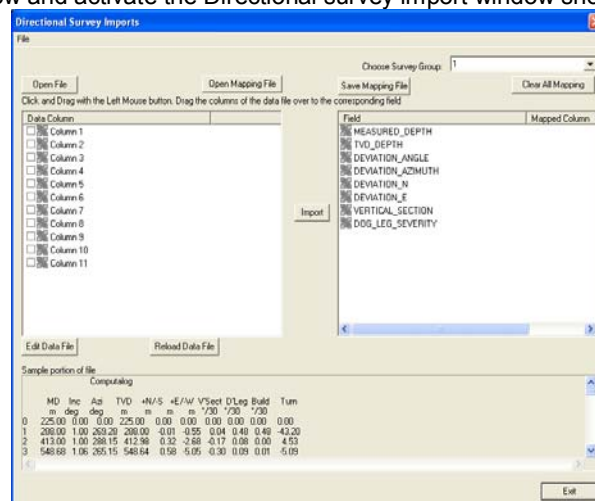 ow and activate the Directional survey import window sho
Directional Survey Imports
File
Choose Survey Group: 1
Open File Open Mapping File Save Mapping File Clear All Mapping
Click and Drag with the Left Mouse button. Drag the columns of the data file over to the corresponding field
Data Column
Column 1
Column 2
Column 3
Column 4
Column 5
Column 6
Column 7
Column 8
Column 9
Column 10
Column 11
Import
Field Mapped Column
MEASURED_DEPTH
TVD_DEPTH
DEVIATION_ANGLE
DEVIATION_AZIMUTH
DEVIATION_N
DEVIATION_E
VERTICAL_SECTION
DOG_LEG_SEVERITY
Edit Data File Reload Data File
Sample portion of file
Computalog
MD Inc Azi TVD +N/-S +E/-W V'Sect D'Leg Build Turn
m deg deg m m m °/30 °/30 °/30
0 225.00 0.00 0.00 225.00 0.00 0.00 0.00 0.00 0.00 0.00
1 208.00 1.00 269.28 208.00 -0.01 -0.55 0.04 0.48 0.48 -43.20
2 413.00 1.00 288.15 412.98 0.32 -2.68 -0.17 0.08 0.00 4.53
3 548.68 1.06 265.15 548.64 0.58 -5.05 -0.30 0.09 0.01 -5.09
Exit